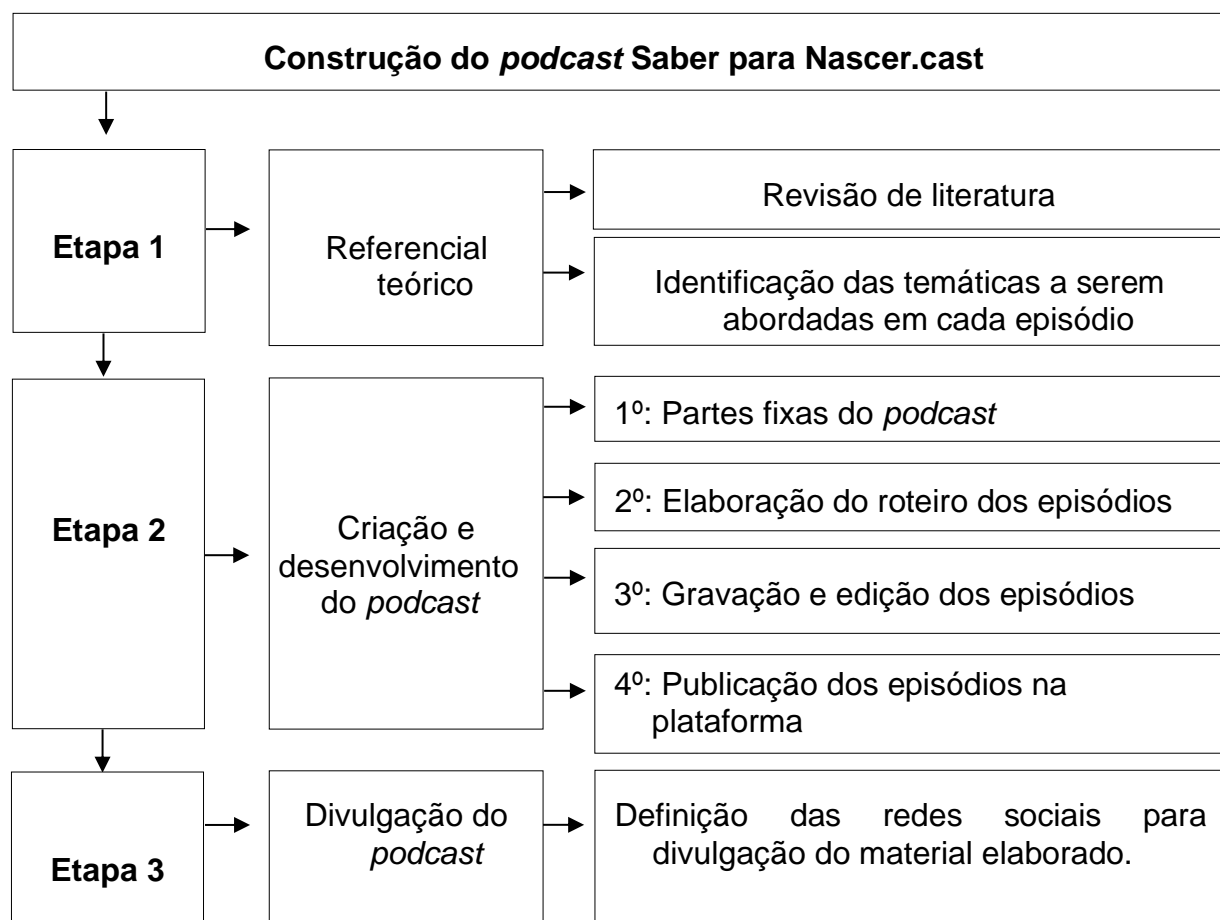 Construção do podcast Saber para Nascer.cast
Etapa 1
Referencial
teórico
Revisão de literatura
Identificação das temáticas a serem
abordadas em cada episódio
Etapa 2
Criação e
desenvolvimento
do podcast
1º: Partes fixas do podcast
2º: Elaboração do roteiro dos episódios
3º: Gravação e edição dos episódios
4º: Publicação dos episódios na
plataforma
Etapa 3
Divulgação do
podcast
Definição das redes sociais para
divulgação do material elaborado.